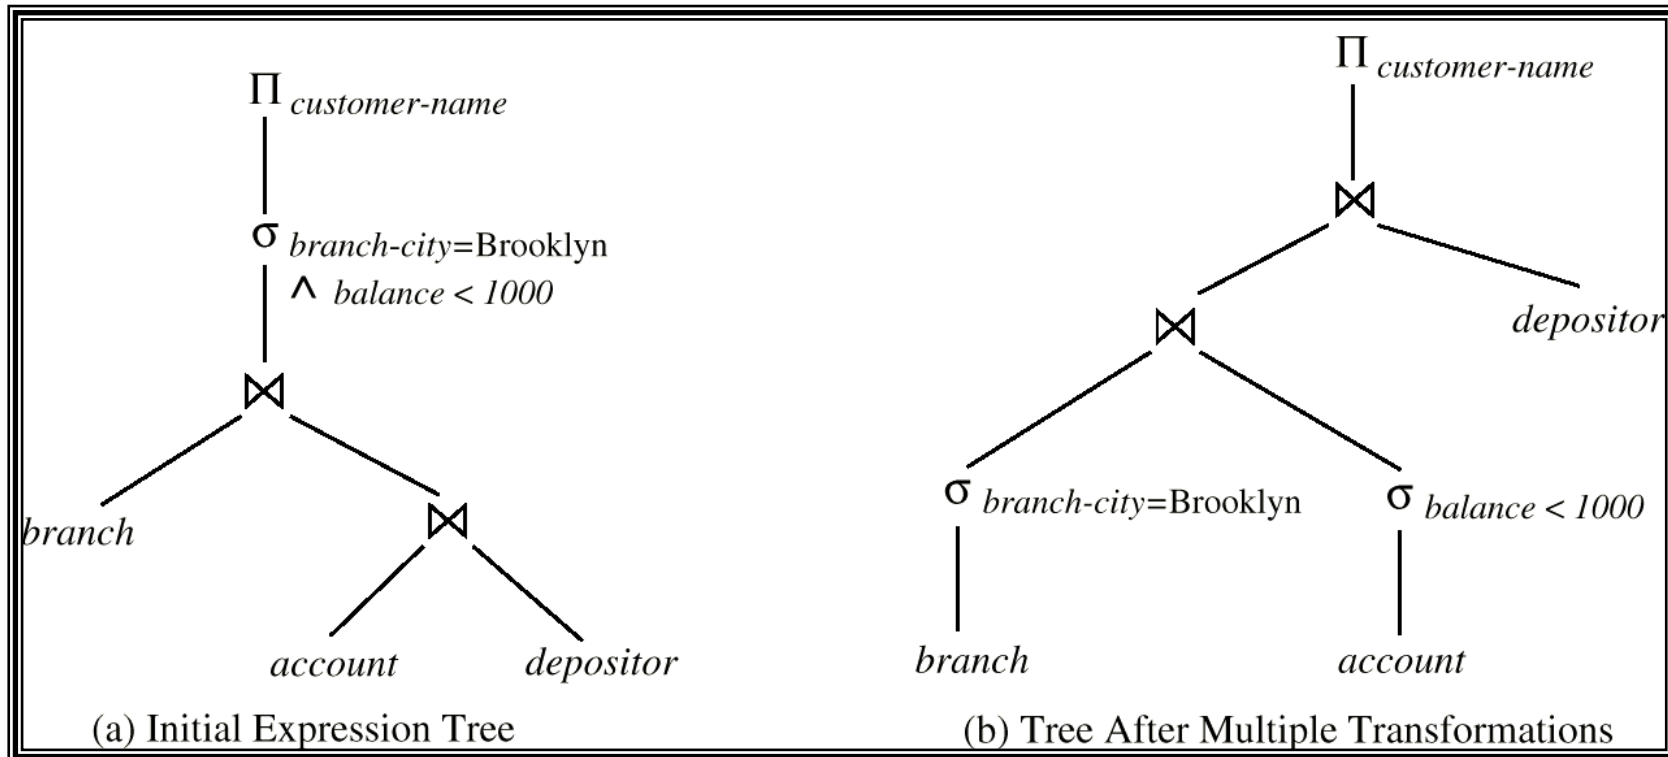 Π customer-name
σ branch-city=Brooklyn
∧ balance < 1000
⋈
branch
⋈
account depositor
(a) Initial Expression Tree
Π customer-name
⋈
depositor
⋈
σ branch-city=Brooklyn σ balance < 1000
branch account
(b) Tree After Multiple Transformations